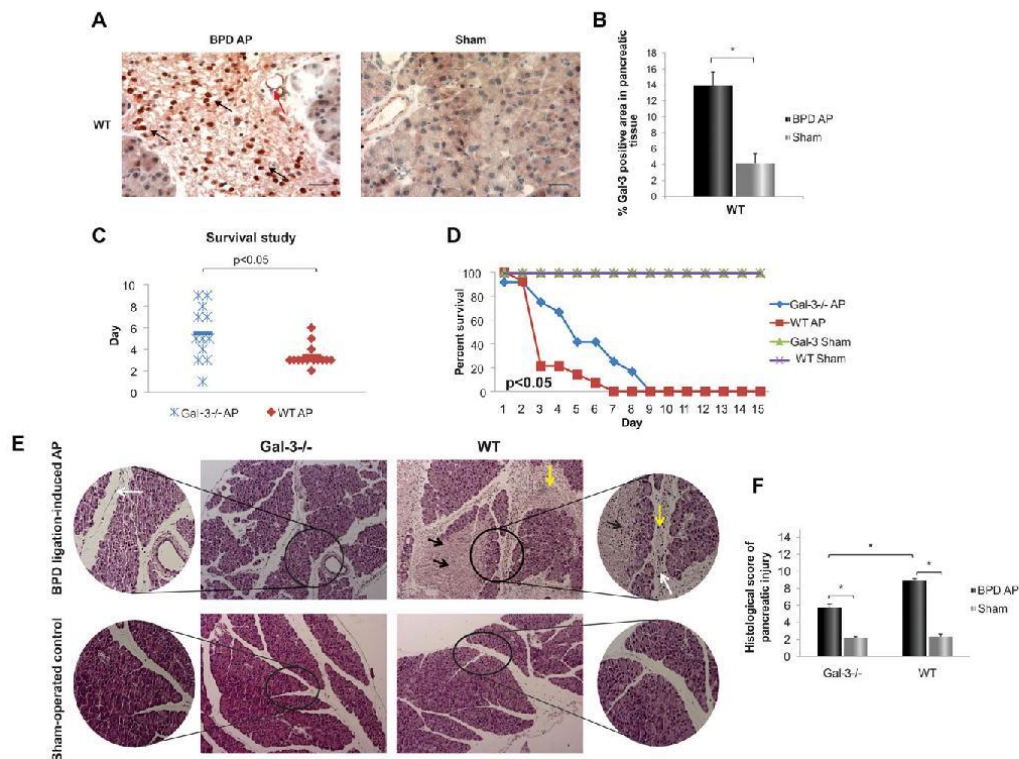 A
BPD AP
Sham
WT
B
% Gal-3 positive area in pancreatic
tissue
18
16
14
12
10
8
6
4
2
0
*
BPD AP
Sham
WT
C
Survival study
p<0.05
Day
10
8
6
4
2
0
Gal-3-/- AP
WT AP
D
Percent survival
100
80
60
40
20
0
p<0.05
1 2 3 4 5 6 7 8 9 10 11 12 13 14 15
Day
Gal-3-/- AP
WT AP
Gal-3 Sham
WT Sham
E
Gal-3-/-
WT
BPD ligation-induced AP
Sham-operated control
F
Histological score of
pancreatic injury
14
12
10
8
6
4
2
0
*
*
*
BPD AP
Sham
Gal-3-/-
WT